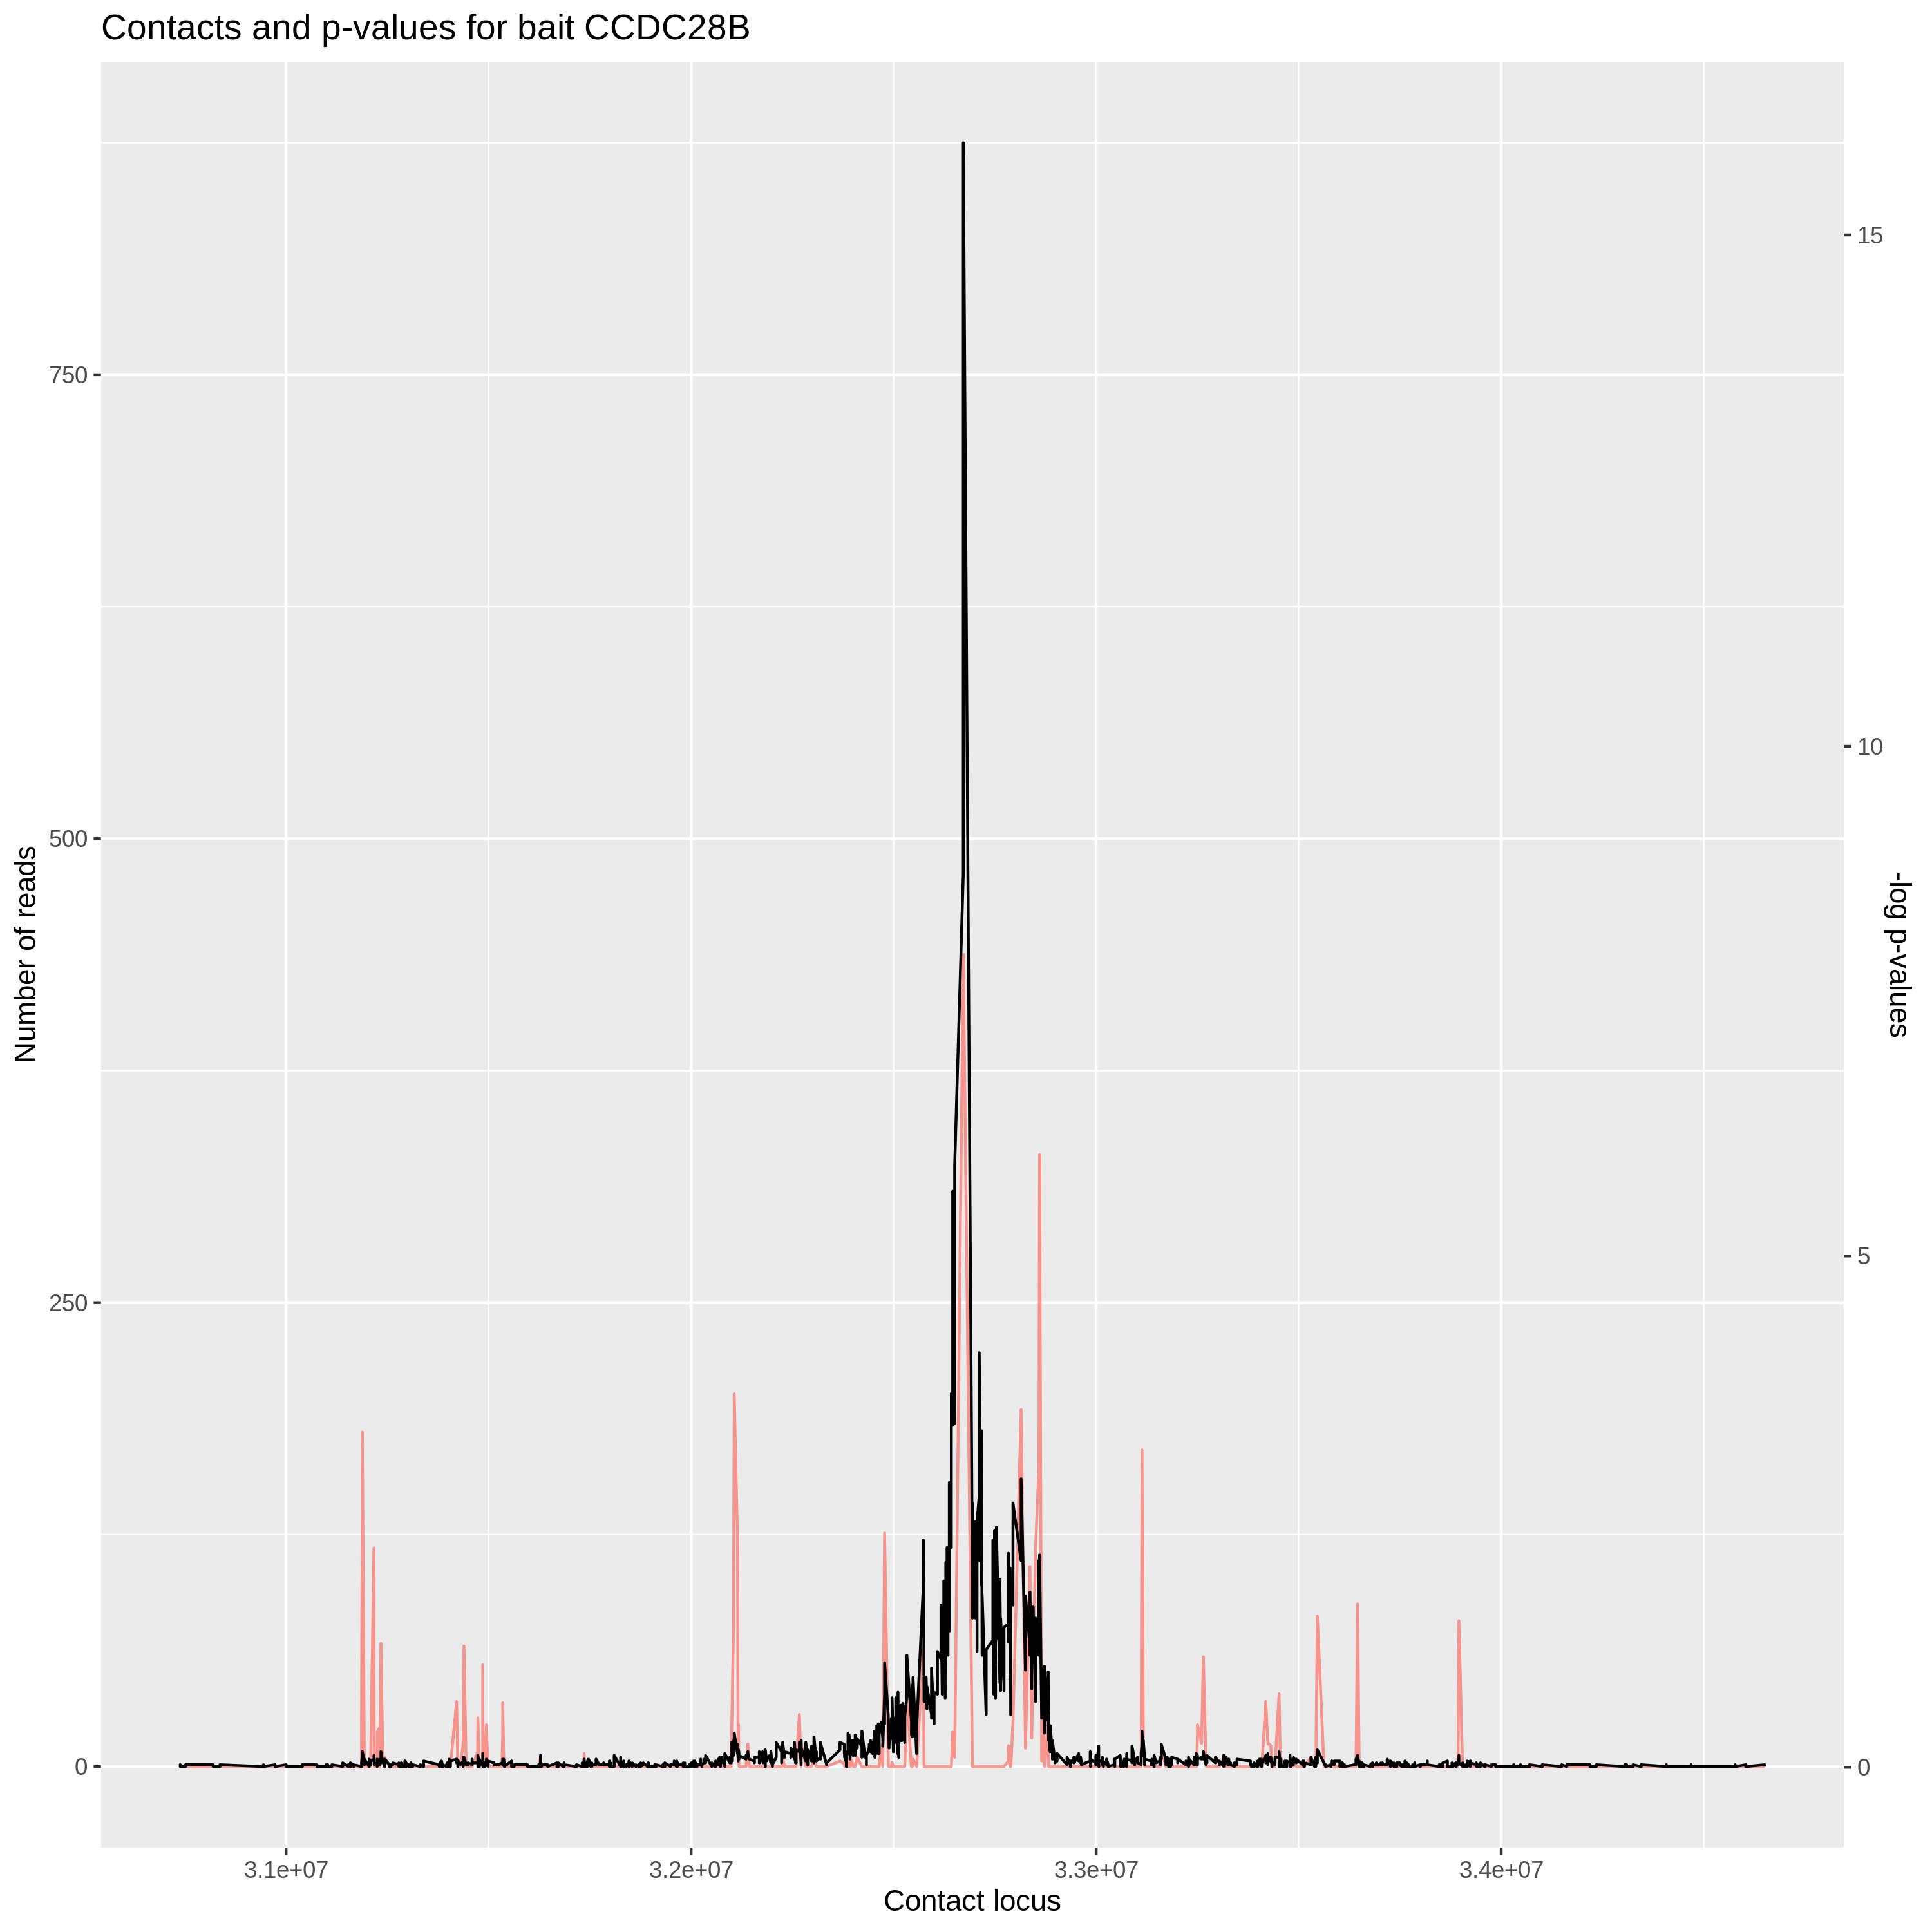 Contacts and p-values for bait CCDC28B
750
500
250
0
Number of reads
15
10
5
0
-log p-values
3.1e+07
3.2e+07
3.3e+07
3.4e+07
Contact locus